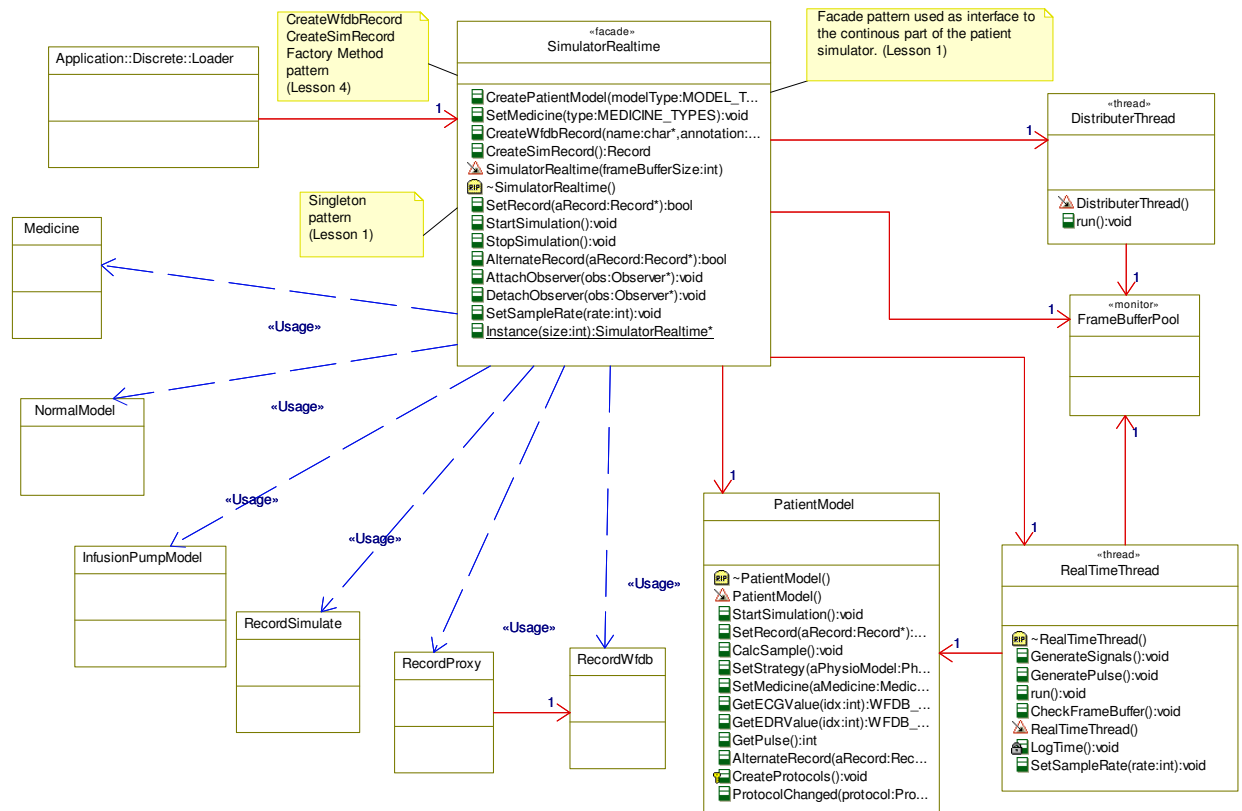 CreateWfdbRecord
CreateSimRecord
Factory Method
pattern
(Lesson 4)
«facade»
SimulatorRealtime
CreatePatientModel(modelType:MODEL_T...
SetMedicine(type:MEDICINE_TYPES):void
CreateWfdbRecord(name:char*,annotation:...
CreateSimRecord():Record
SimulatorRealtime(frameBufferSize:int)
RIP ~SimulatorRealtime()
SetRecord(aRecord:Record*):bool
StartSimulation():void
StopSimulation():void
AlternateRecord(aRecord:Record*):bool
AttachObserver(obs:Observer*):void
DetachObserver(obs:Observer*):void
SetSampleRate(rate:int):void
Instance(size:int):SimulatorRealtime*
Facade pattern used as interface to
the continous part of the patient
simulator. (Lesson 1)
Application::Discrete::Loader
1
1
«thread»
DistributerThread
DistributerThread()
run():void
Singleton
pattern
(Lesson 1)
Medicine
«Usage»
1
1
«monitor»
FrameBufferPool
NormalModel
«Usage»
1
«Usage»
InfusionPumpModel
«Usage»
RecordSimulate
«Usage»
RecordProxy
1
«Usage»
RecordWfdb
1
PatientModel
RIP ~PatientModel()
PatientModel()
StartSimulation():void
SetRecord(aRecord:Record*):...
CalcSample():void
SetStrategy(aPhysioModel:Ph...
SetMedicine(aMedicine:Medic...
GetECGValue(idx:int):WFDB_...
GetEDRValue(idx:int):WFDB_...
GetPulse():int
AlternateRecord(aRecord:Rec...
CreateProtocols():void
ProtocolChanged(protocol:Pro...
1
1
«thread»
RealTimeThread
RIP ~RealTimeThread()
GenerateSignals():void
GeneratePulse():void
run():void
CheckFrameBuffer():void
RealTimeThread()
LogTime():void
SetSampleRate(rate:int):void